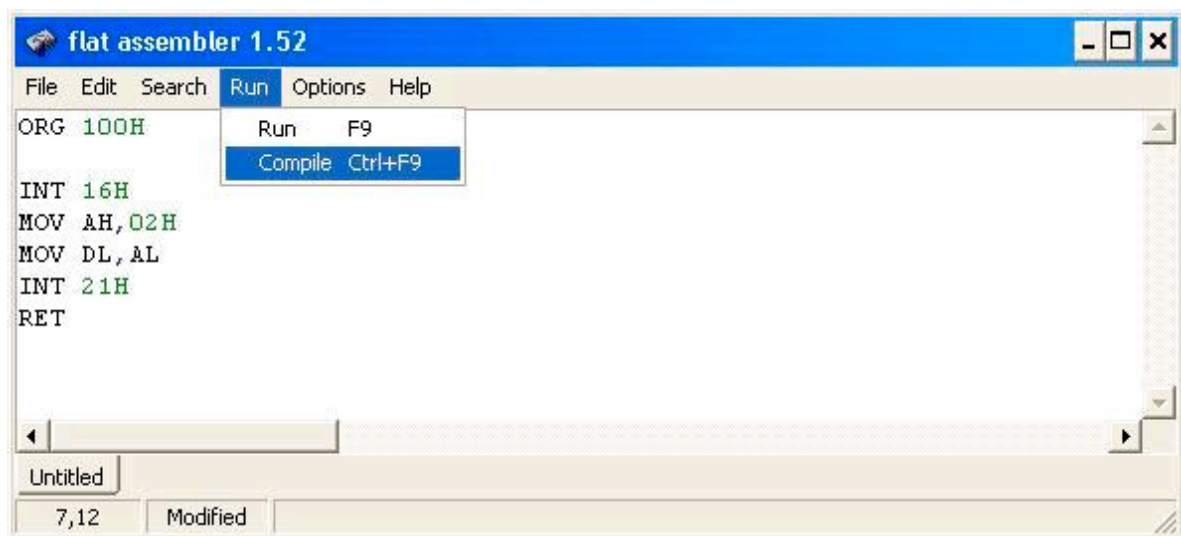 flat assembler 1.52
File Edit Search Run Options Help
Run F9
Compile Ctrl+F9
ORG 100H
INT 16H
MOV AH,02H
MOV DL,AL
INT 21H
RET
Untitled
7,12 Modified